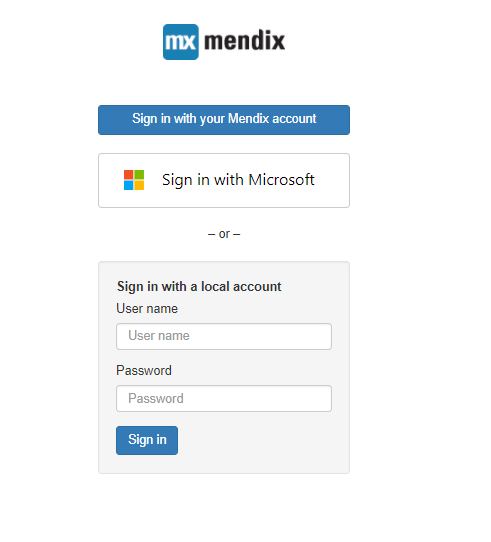 mx mendix
Sign in with your Mendix account
Sign in with Microsoft
– or –
Sign in with a local account
User name
User name
Password
Password
Sign in